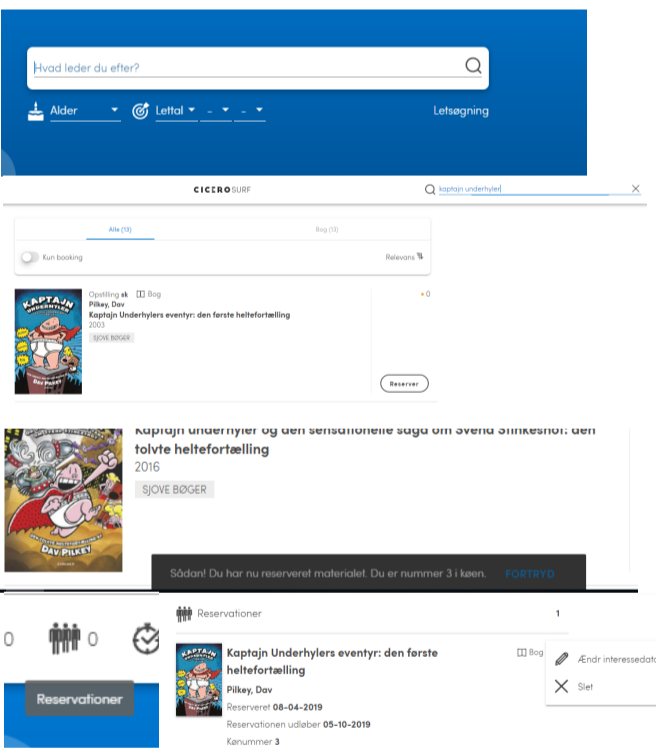 Hvad leder du efter?
Alder
Lettal - -
Letsøgning
CICEROSURF
kaptajn underhyler
Alle (13)
Bog (13)
Kun booking
Relevans
Opstilling sk Bog
Pilkey, Dav
Kaptajn Underhylers eventyr: den første heltefortælling
2003
SJOVE BØGER
0
Reserver
KAPTAJN
UNDERHYLER
DAV PILKEY
Kaptajn underhyler og den sensationelle saga om Svend Stinkeshot: den
tolvte heltefortælling
2016
SJOVE BØGER
DAV PILKEY
Sådan! Du har nu reserveret materialet. Du er nummer 3 i køen. FORTRYD
0 0
Reservationer
Reservationer 1
Kaptajn Underhylers eventyr: den første
heltefortælling
Bog
Pilkey, Dav
Reserveret 08-04-2019
Reservationen udløber 05-10-2019
Kønummer 3
Ændr interessedato
Slet